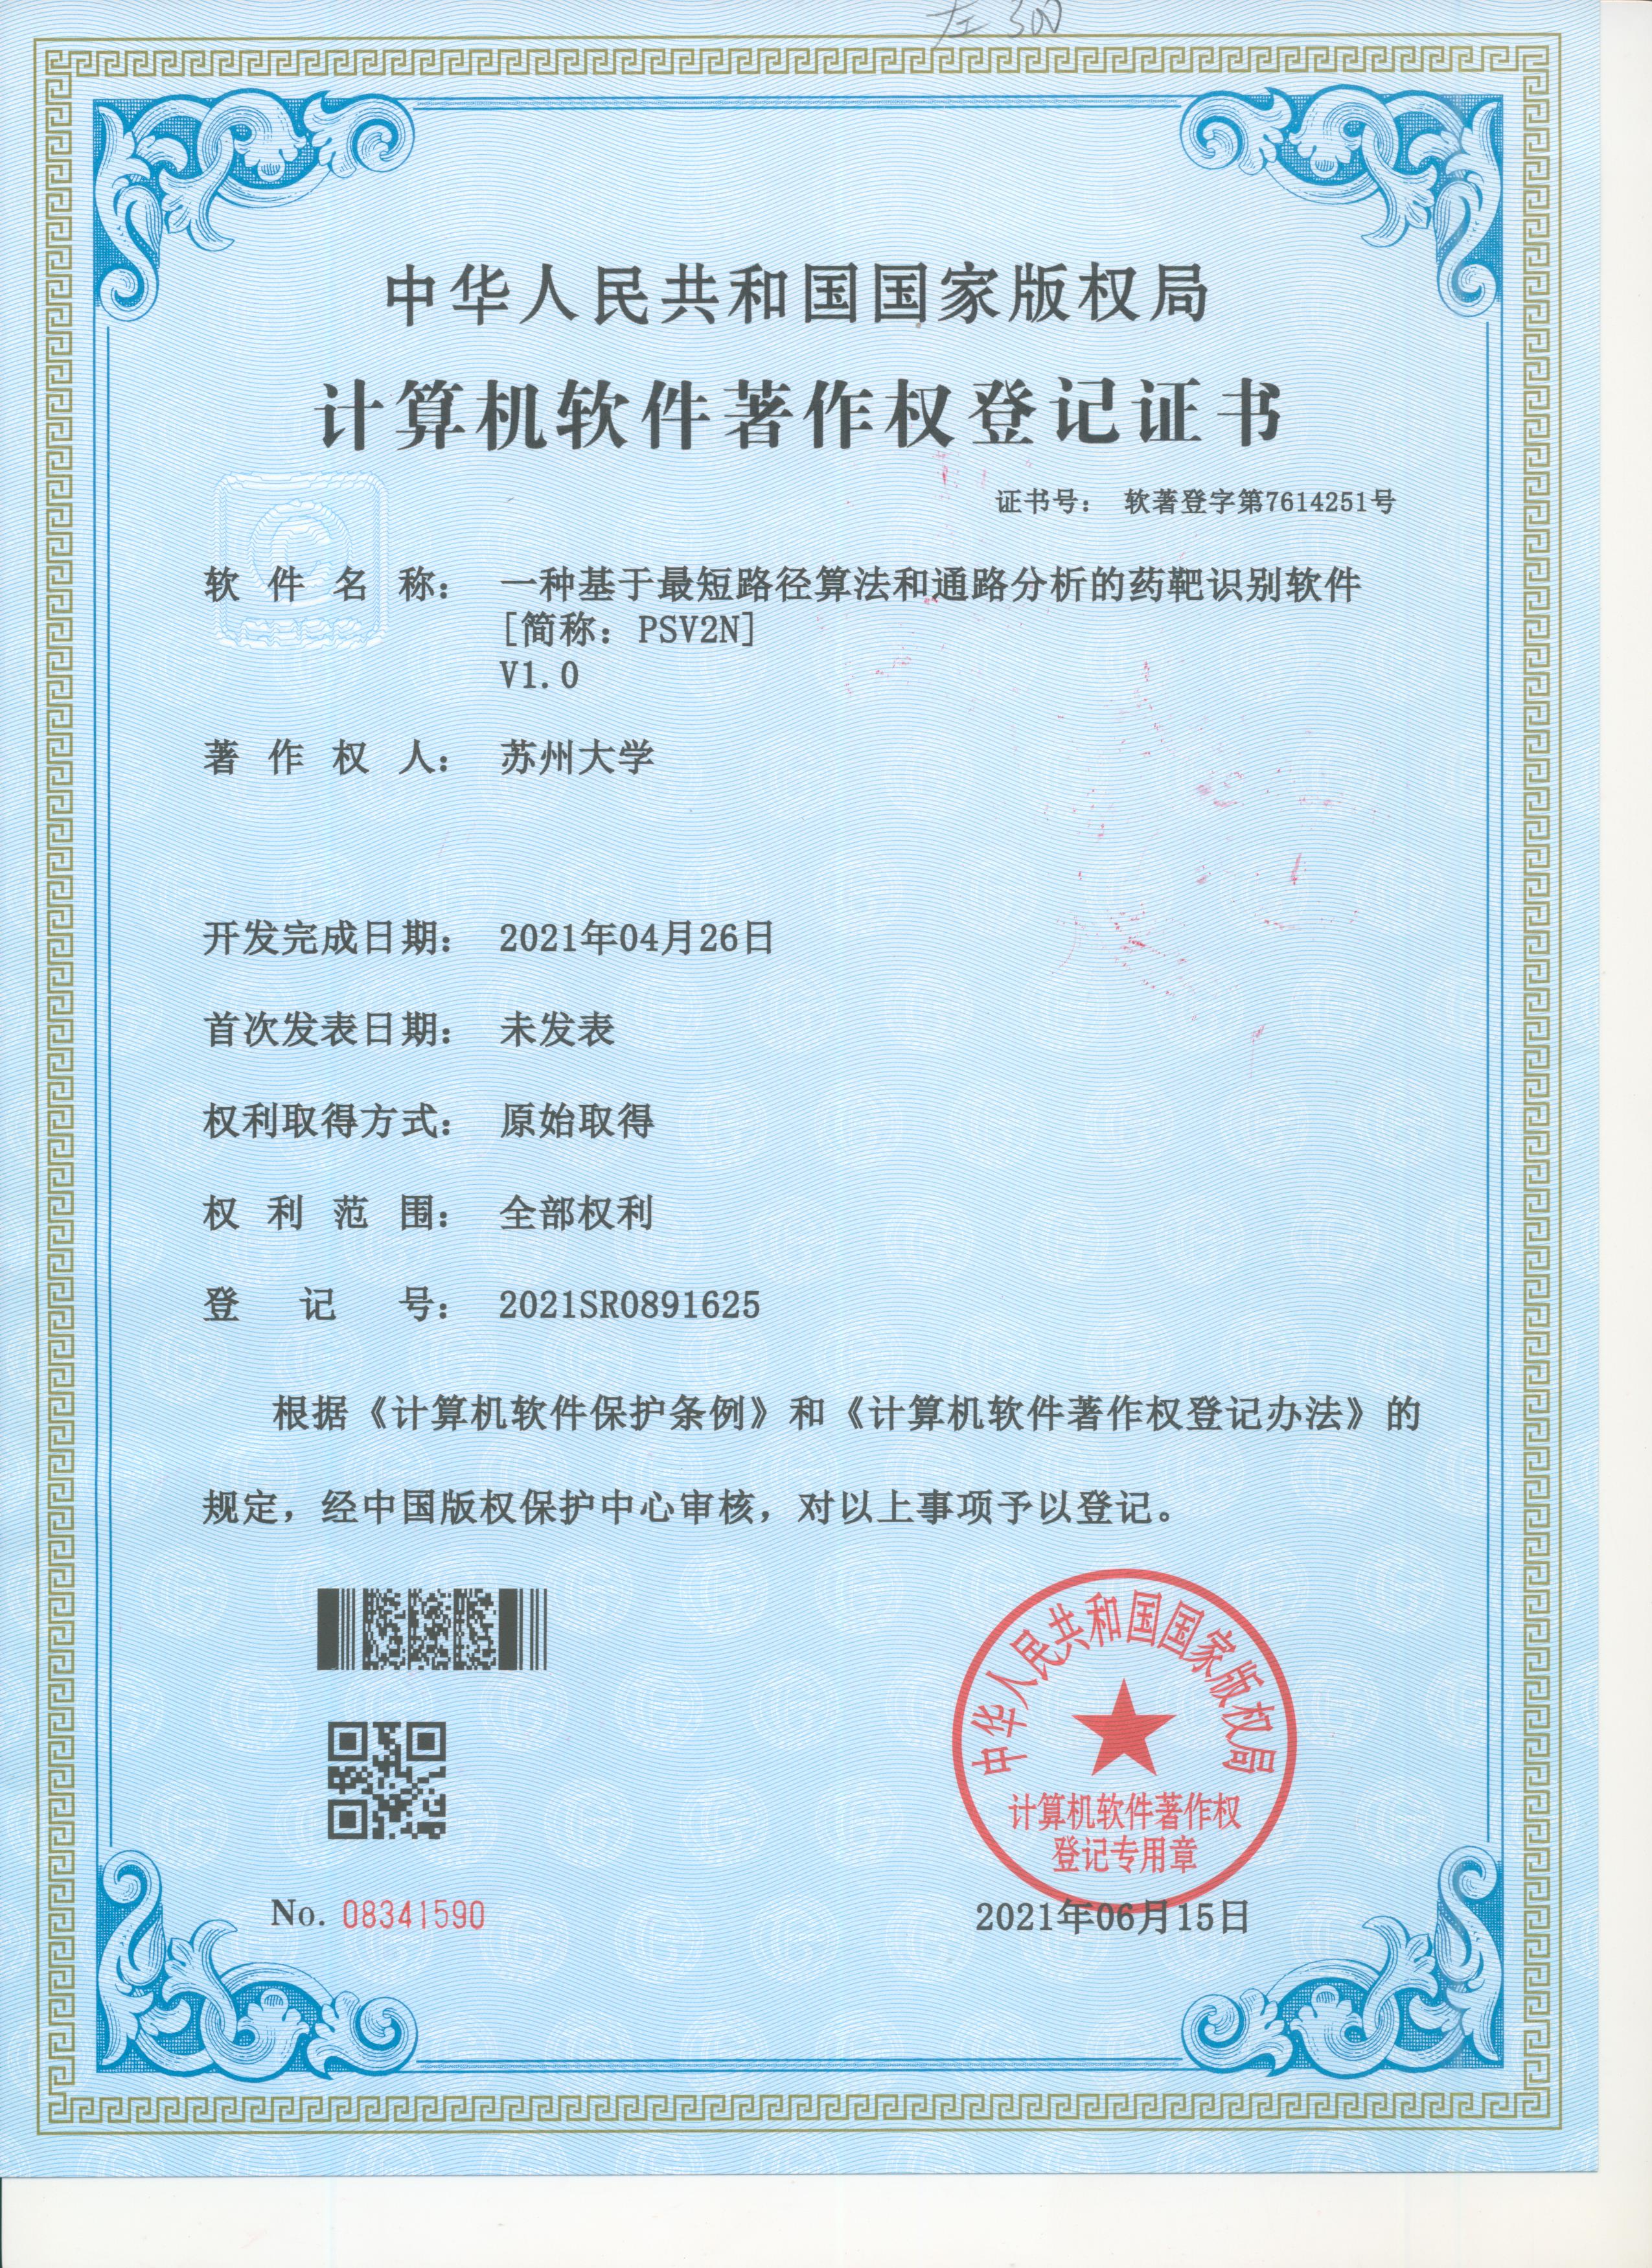 中华人民共和国国家版权局
计算机软件著作权登记证书
证书号： 软著登字第7614251号
软件名称： 一种基于最短路径算法和通路分析的药靶识别软件
[简称：PSV2N]
V1.0
著作权人： 苏州大学
开发完成日期： 2021年04月26日
首次发表日期： 未发表
权利取得方式： 原始取得
权利范围： 全部权利
登记号： 2021SR0891625
根据《计算机软件保护条例》和《计算机软件著作权登记办法》的
规定，经中国版权保护中心审核，对以上事项予以登记。
中华人民共和国国家版权局
计算机软件著作权
登记专用章
No. 08341590
2021年06月15日